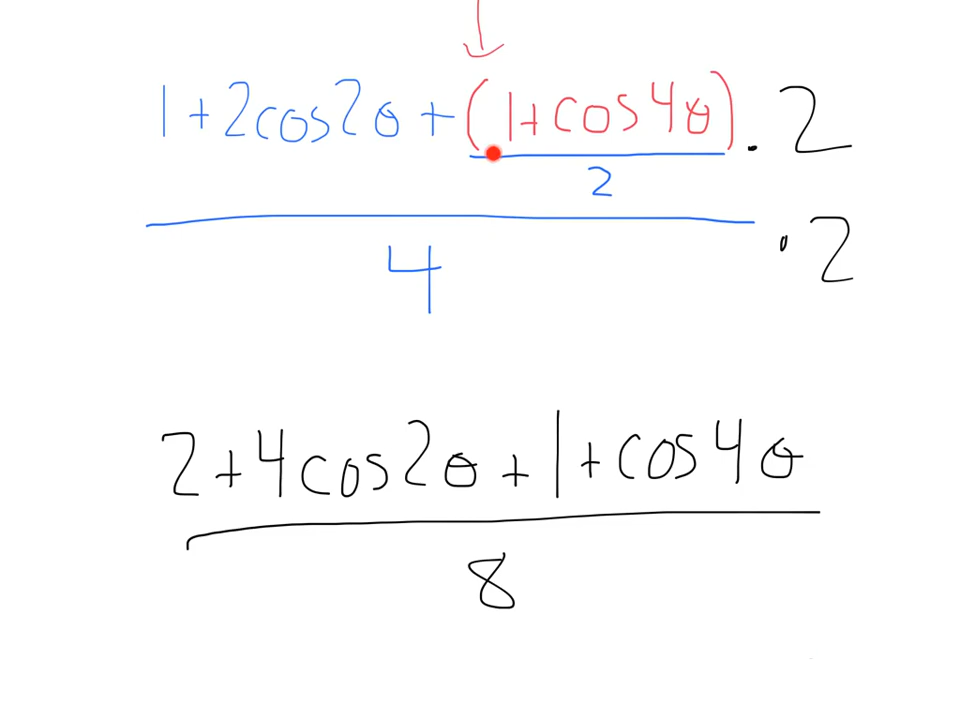 1 + 2cos2θ + (1 + cos4θ) . 2
2
4 · 2
2 + 4cos2θ + 1 + cos4θ
8